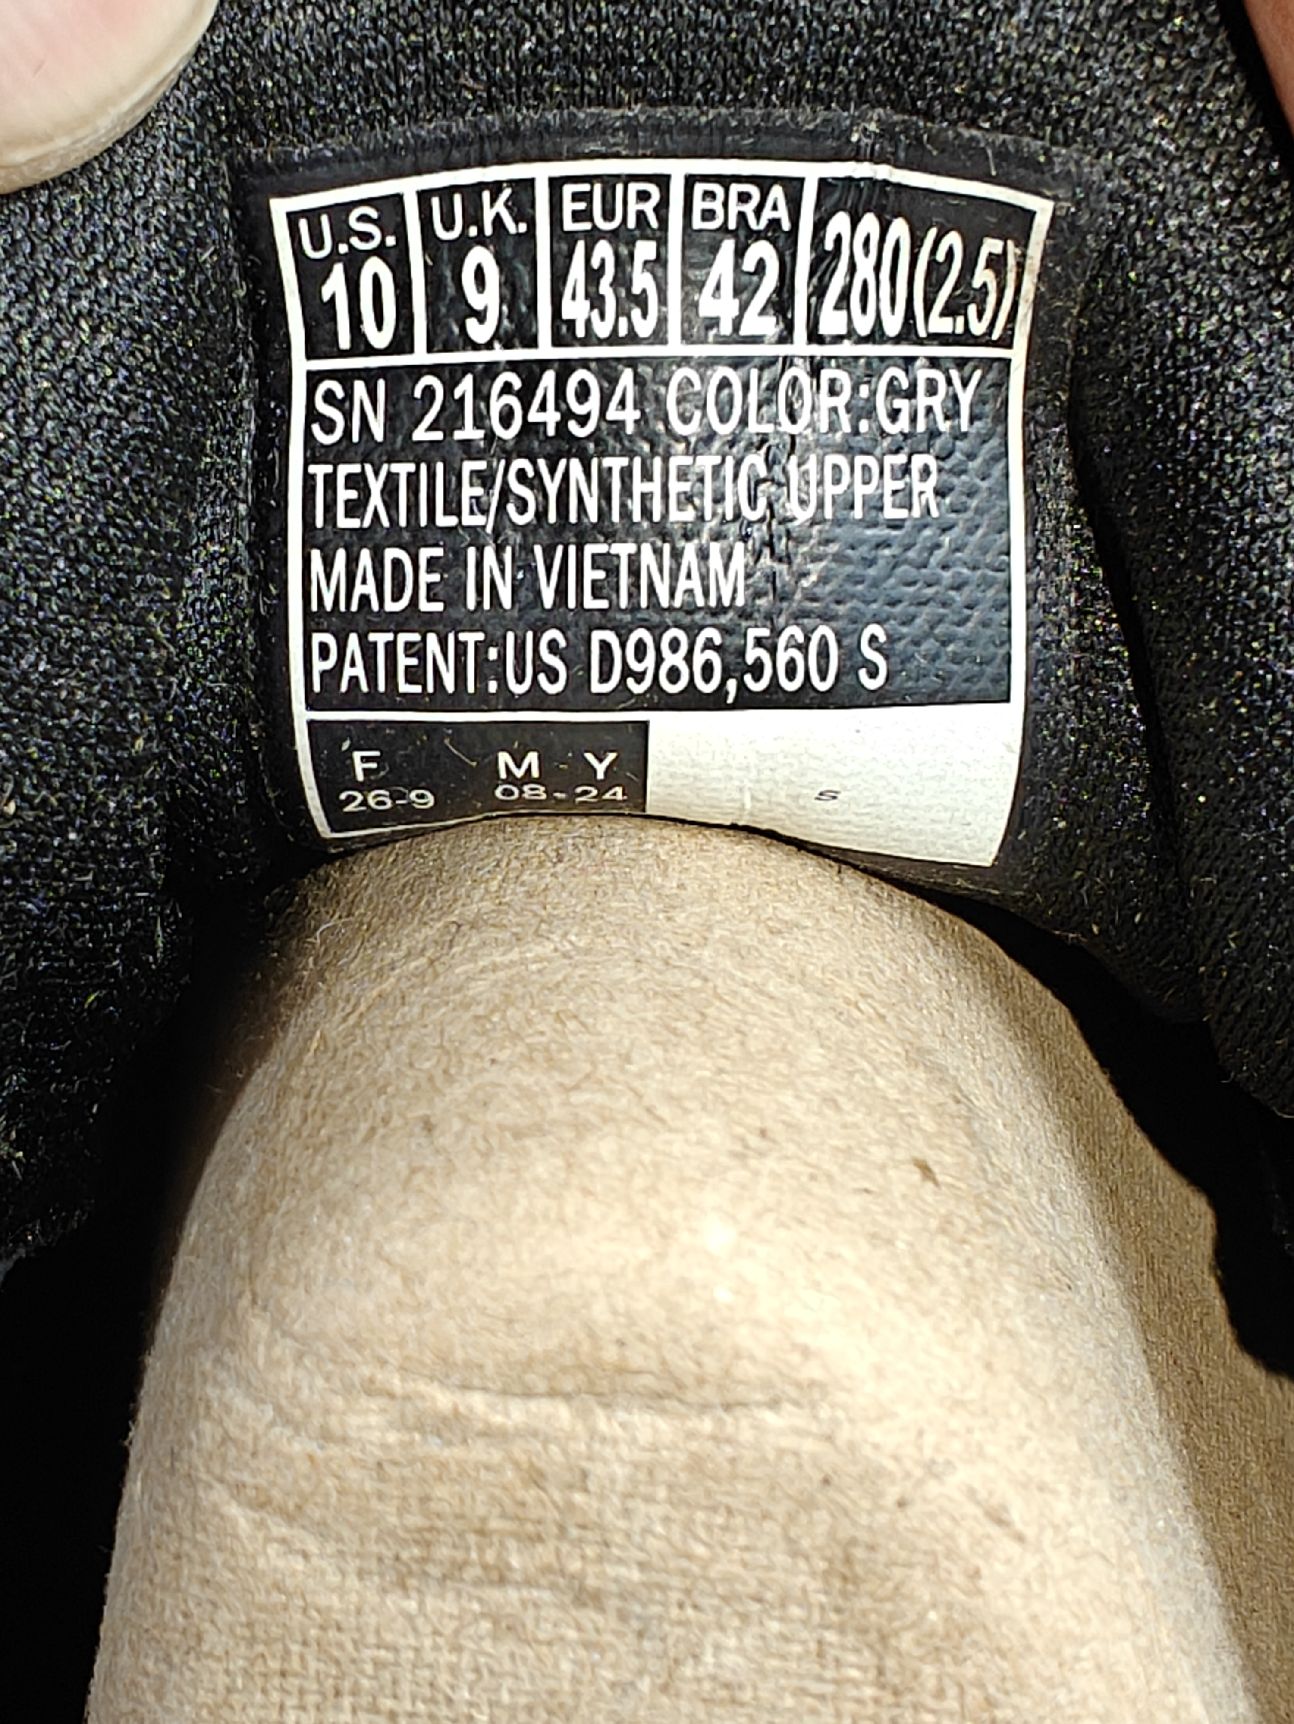 U.S. U.K. EUR BRA
10 9 43.5 42 280(2.5)
SN 216494 COLOR:GRY
TEXTILE/SYNTHETIC UPPER
MADE IN VIETNAM
PATENT:US D986,560 S
F M Y
26-9 08-24 S